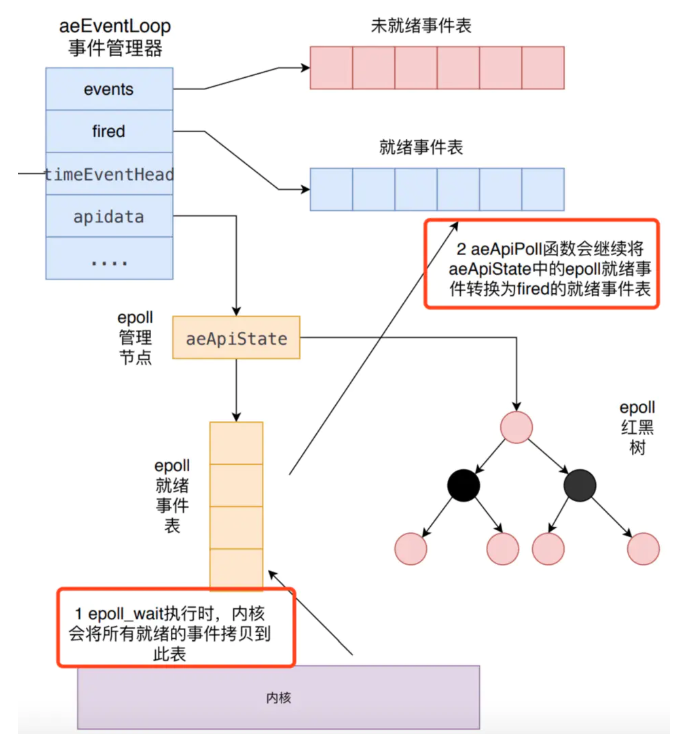 aeEventLoop
事件管理器
未就绪事件表
events
fired
就绪事件表
timeEventHead
apidata
....
2 aeApiPoll函数会继续将
aeApiState中的epoll就绪事
件转换为fired的就绪事件表
epoll
管理
节点
aeApiState
epoll
红黑
树
epoll
就绪
事件
表
1 epoll_wait执行时，内核
会将所有就绪的事件拷贝到
此表
内核